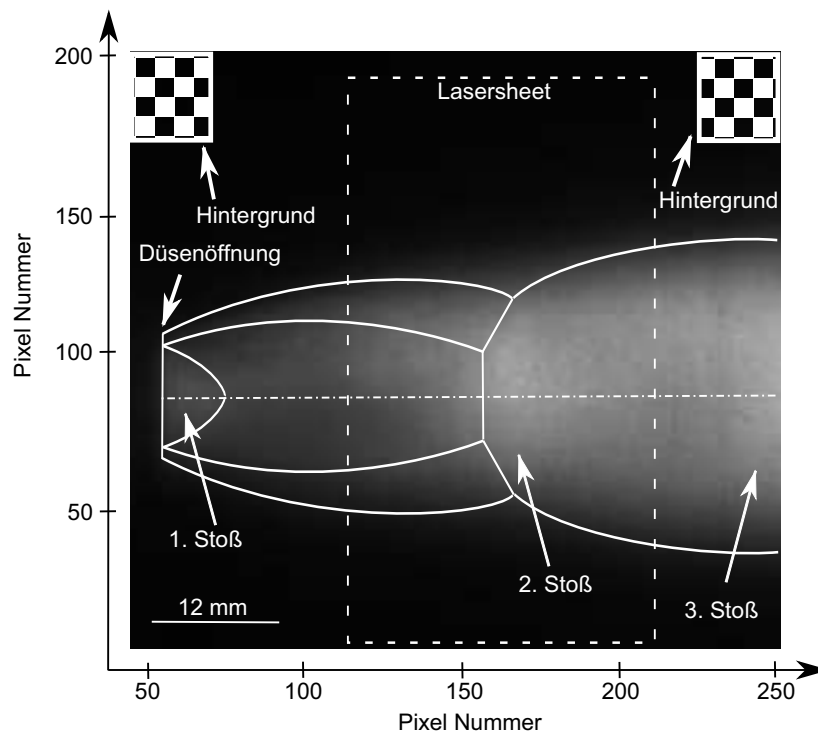 200
Lasersheet
150
Hintergrund
Hintergrund
Düsenöffnung
Pixel Nummer
100
50
1. Stoß
2. Stoß
3. Stoß
12 mm
50
100
150
200
250
Pixel Nummer